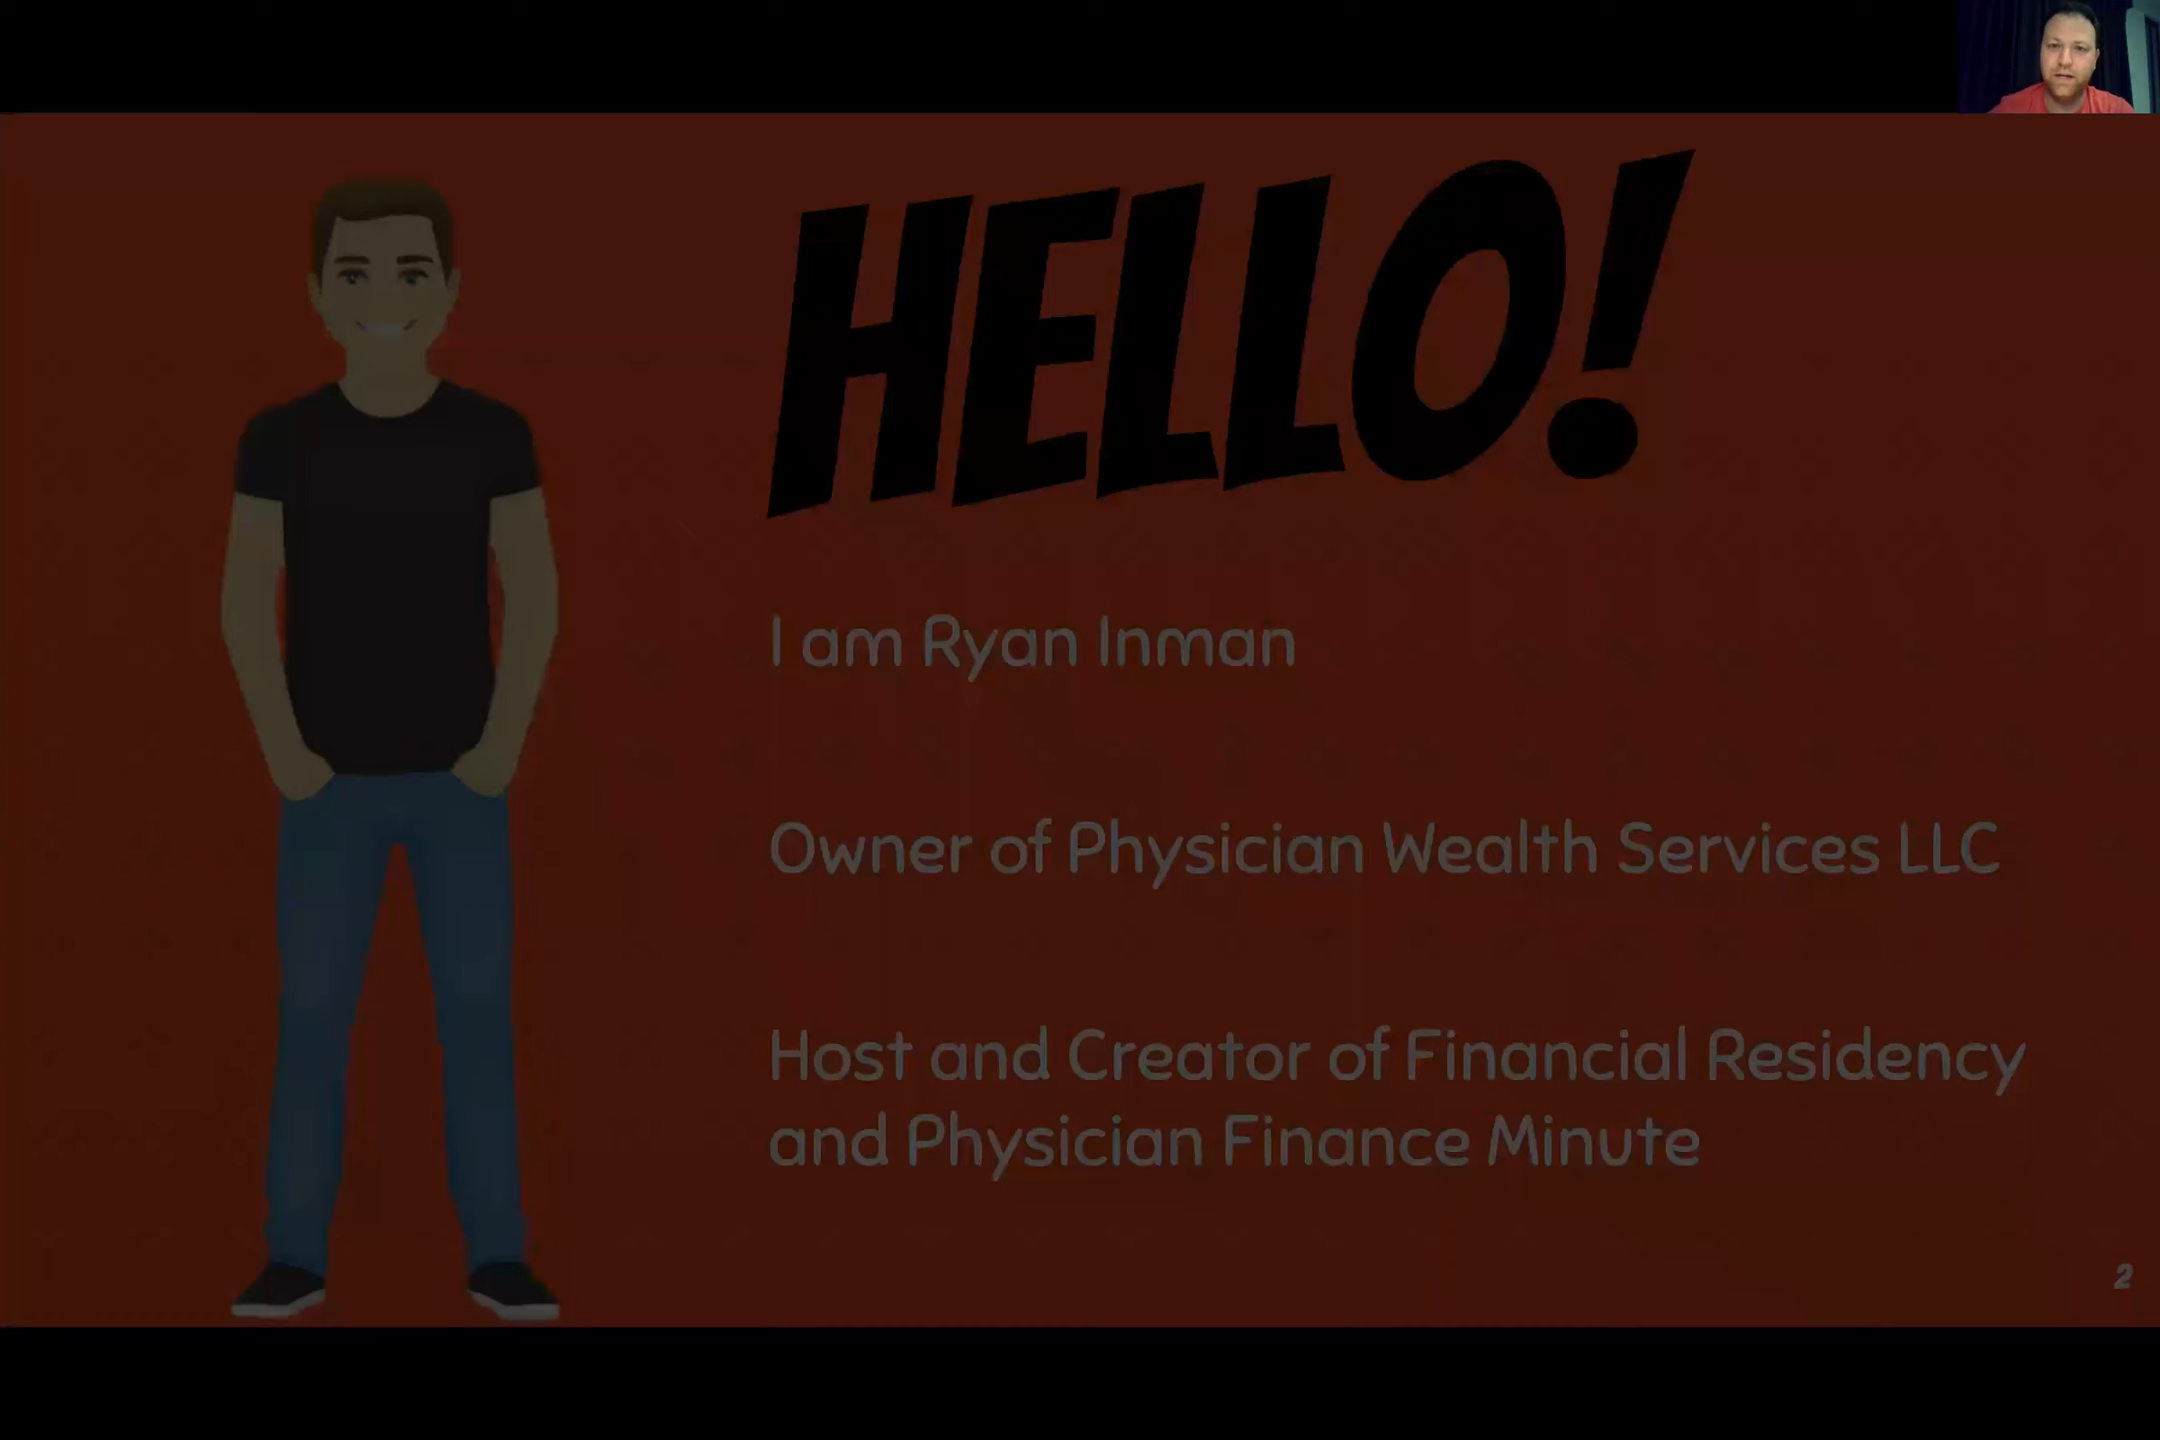 HELLO!
I am Ryan Inman
Owner of Physician Wealth Services LLC
Host and Creator of Financial Residency
and Physician Finance Minute
2